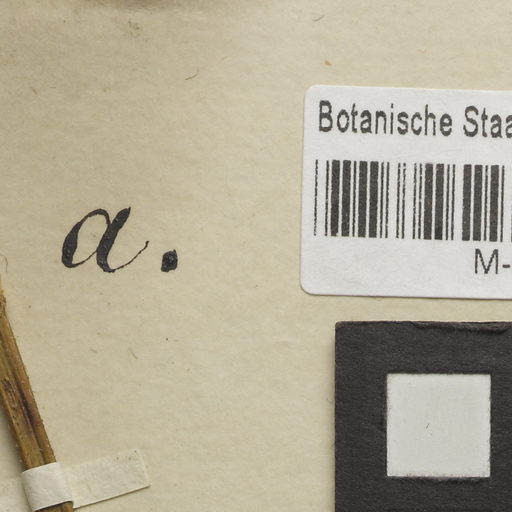 a.
Botanische Staa
M-